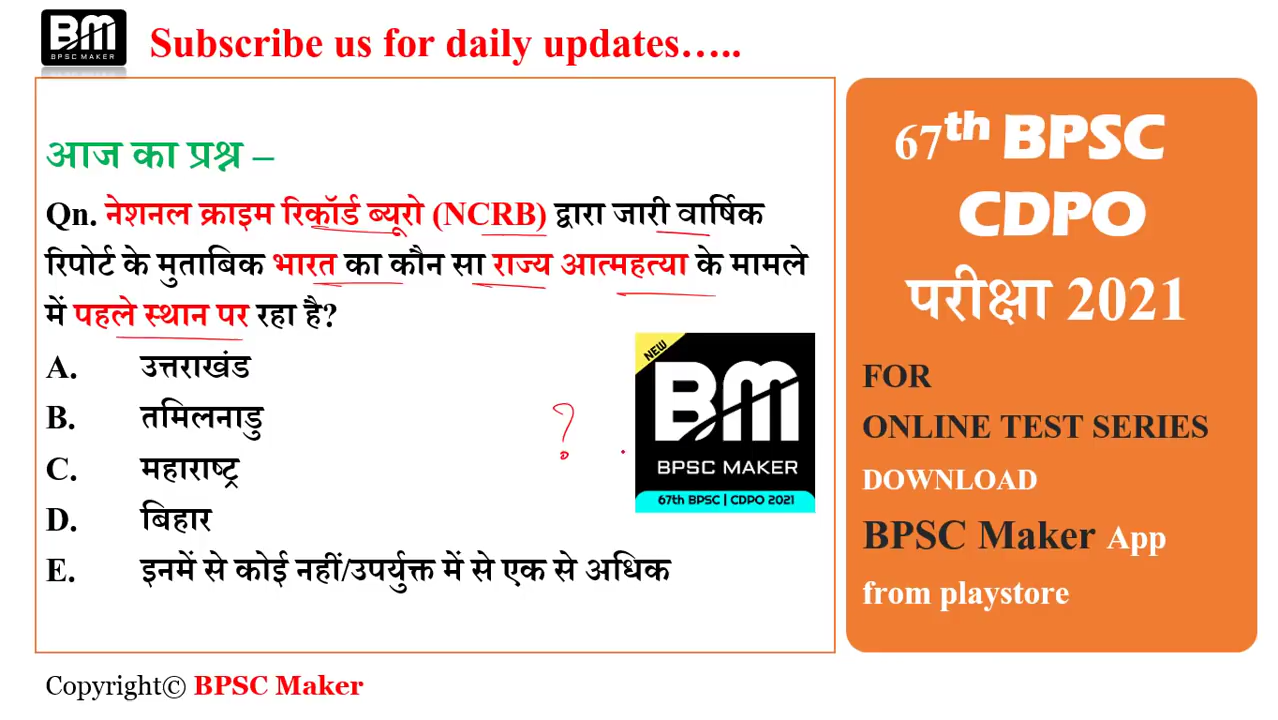 BM
BPSC MAKER
Subscribe us for daily updates…..
आज का प्रश्न –
Qn. नेशनल क्राइम रिकॉर्ड ब्यूरो (NCRB) द्वारा जारी वार्षिक
रिपोर्ट के मुताबिक भारत का कौन सा राज्य आत्महत्या के मामले
में पहले स्थान पर रहा है?
A. उत्तराखंड
B. तमिलनाडु
C. महाराष्ट्र
D. बिहार
E. इनमें से कोई नहीं/उपर्युक्त में से एक से अधिक
?
NEW
BM
BPSC MAKER
67th BPSC | CDPO 2021
67th BPSC
CDPO
परीक्षा 2021
FOR
ONLINE TEST SERIES
DOWNLOAD
BPSC Maker App
from playstore
Copyright© BPSC Maker